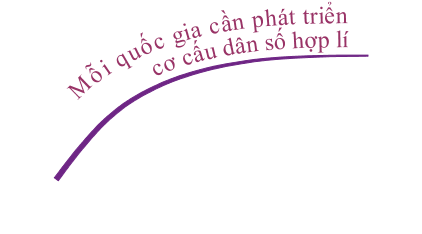 Mỗi quốc gia cần phát triển
cơ cấu dân số hợp lí